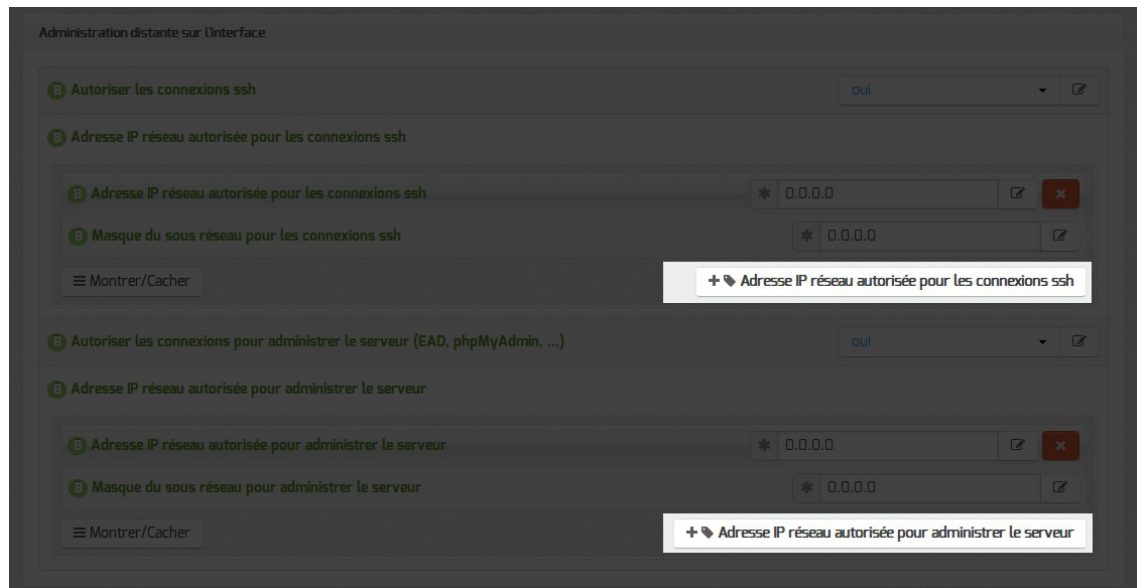 Administration distante sur l'interface
B Autoriser les connexions ssh oui
B Adresse IP réseau autorisée pour les connexions ssh
B Adresse IP réseau autorisée pour les connexions ssh 0.0.0.0
B Masque du sous réseau pour les connexions ssh 0.0.0.0
Montrer/Cacher + Adresse IP réseau autorisée pour les connexions ssh
B Autoriser les connexions pour administrer le serveur (EAD, phpMyAdmin, ...) oui
B Adresse IP réseau autorisée pour administrer le serveur
B Adresse IP réseau autorisée pour administrer le serveur 0.0.0.0
B Masque du sous réseau pour administrer le serveur 0.0.0.0
Montrer/Cacher + Adresse IP réseau autorisée pour administrer le serveur